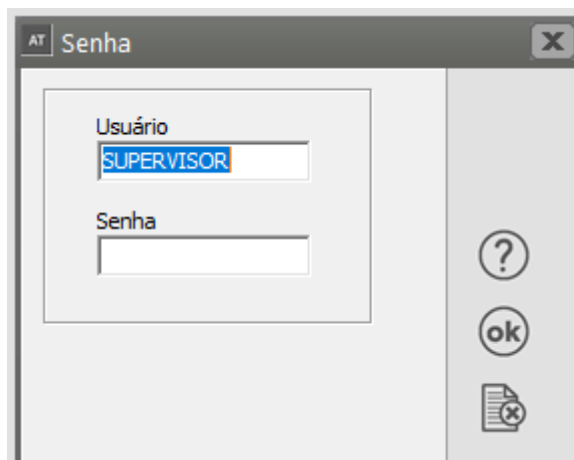 AT Senha
Usuário
SUPERVISOR
Senha
?
ok